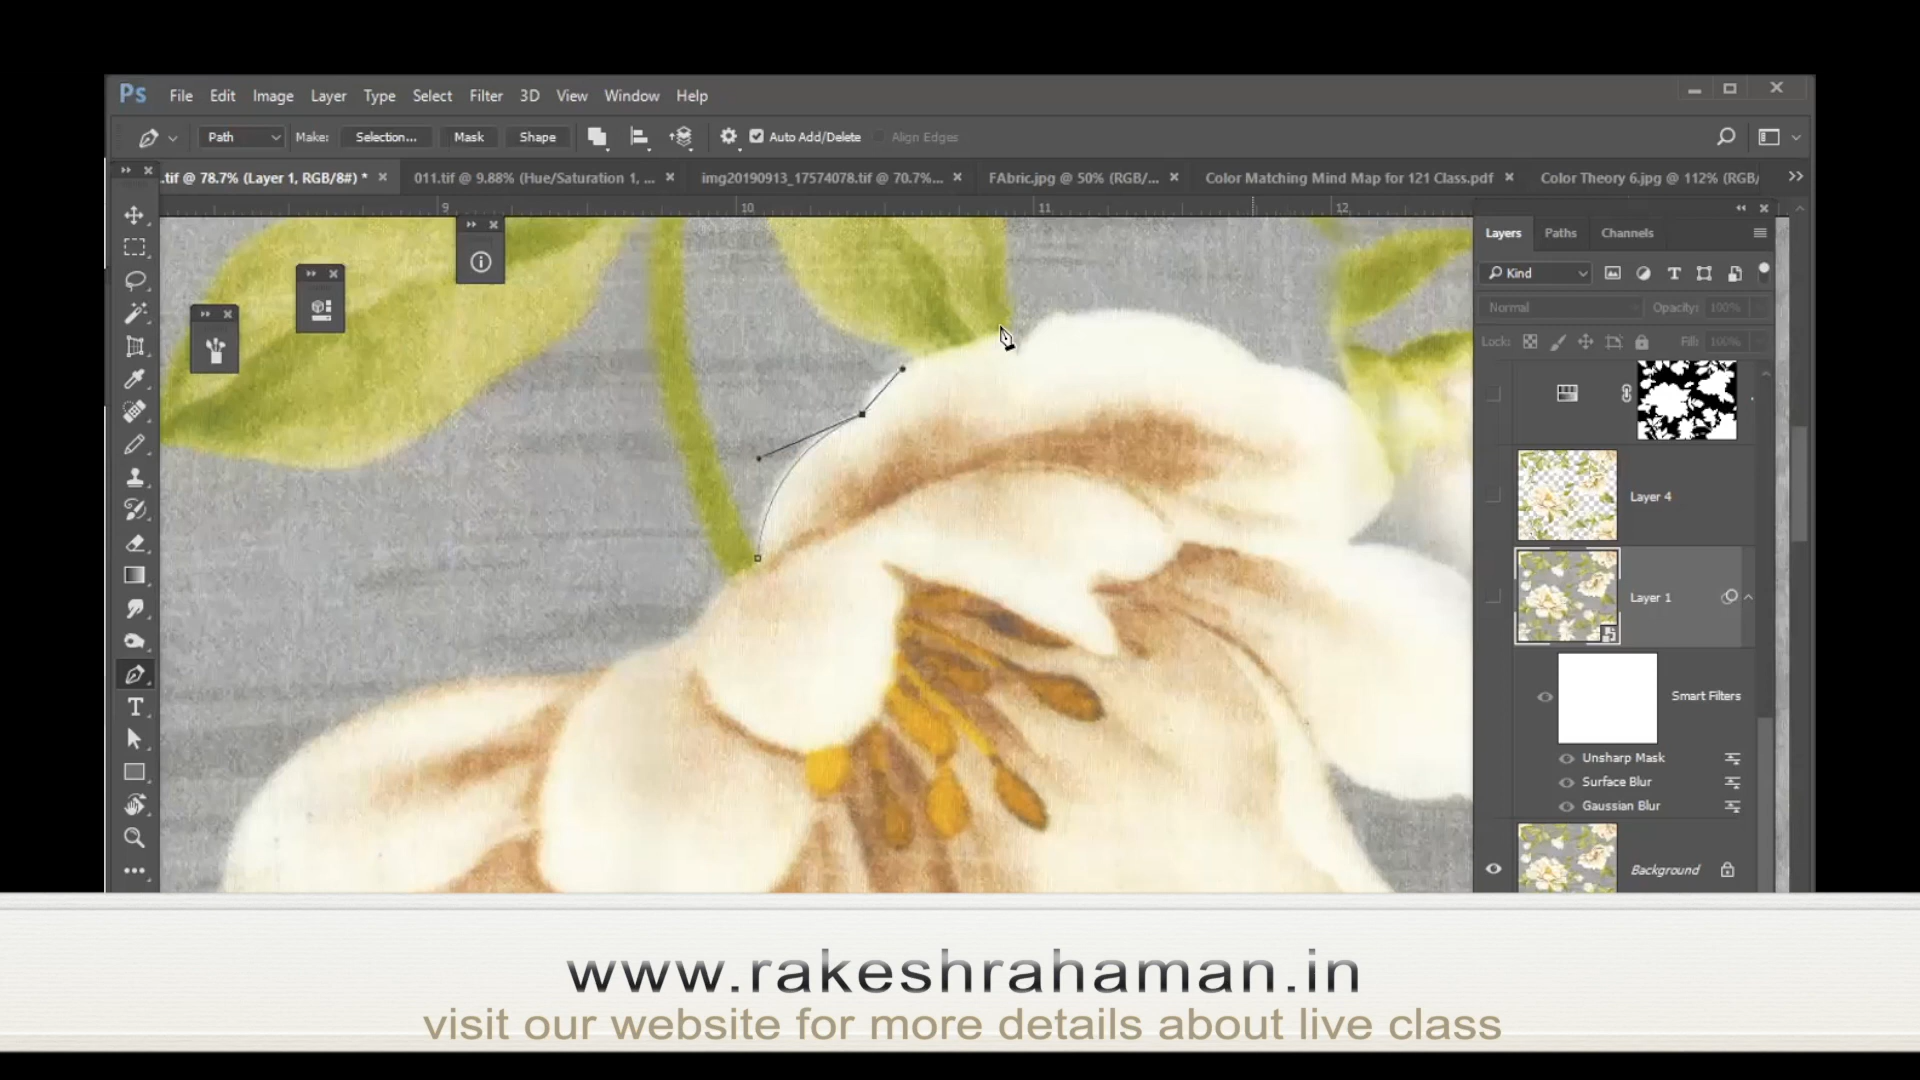 Ps File Edit Image Layer Type Select Filter 3D View Window Help
Path Make: Selection... Mask Shape Auto Add/Delete Align Edges
.tif @ 78.7% (Layer 1, RGB/8#) * 011.tif @ 9.88% (Hue/Saturation 1, ... img20190913_17574078.tif @ 70.7%... FAbric.jpg @ 50% (RGB/... Color Matching Mind Map for 121 Class.pdf Color Theory 6.jpg @ 112% (RGB/
9 10 11 12
Layers Paths Channels
Kind
Normal Opacity: 100%
Lock: Fill: 100%
Layer 4
Layer 1
Smart Filters
Unsharp Mask
Surface Blur
Gaussian Blur
Background
www.rakeshrahaman.in
visit our website for more details about live class